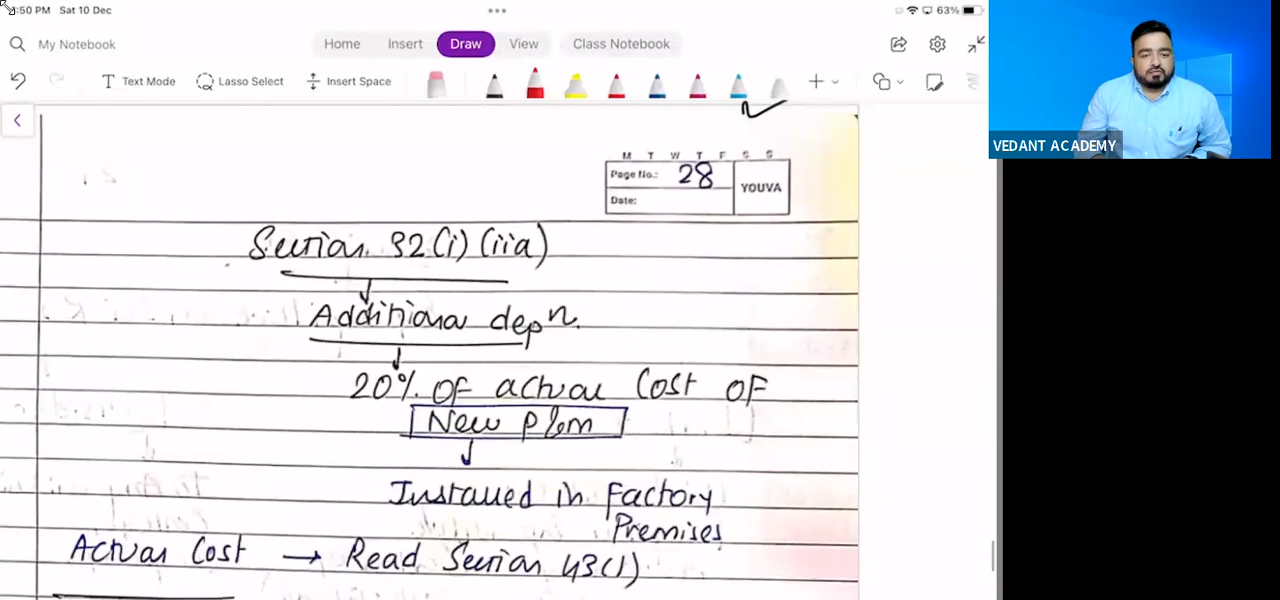 :50 PM Sat 10 Dec
63%
My Notebook
Home Insert Draw View Class Notebook
Text Mode Lasso Select Insert Space
VEDANT ACADEMY
M T W T F S S
Page No.: 28
Date:
YOUVA
Section 32(i) (iia)
Additional depn.
20% OF actual Cost OF
New P&M
Installed in Factory
Premises
Actual Cost → Read Section 43(1)